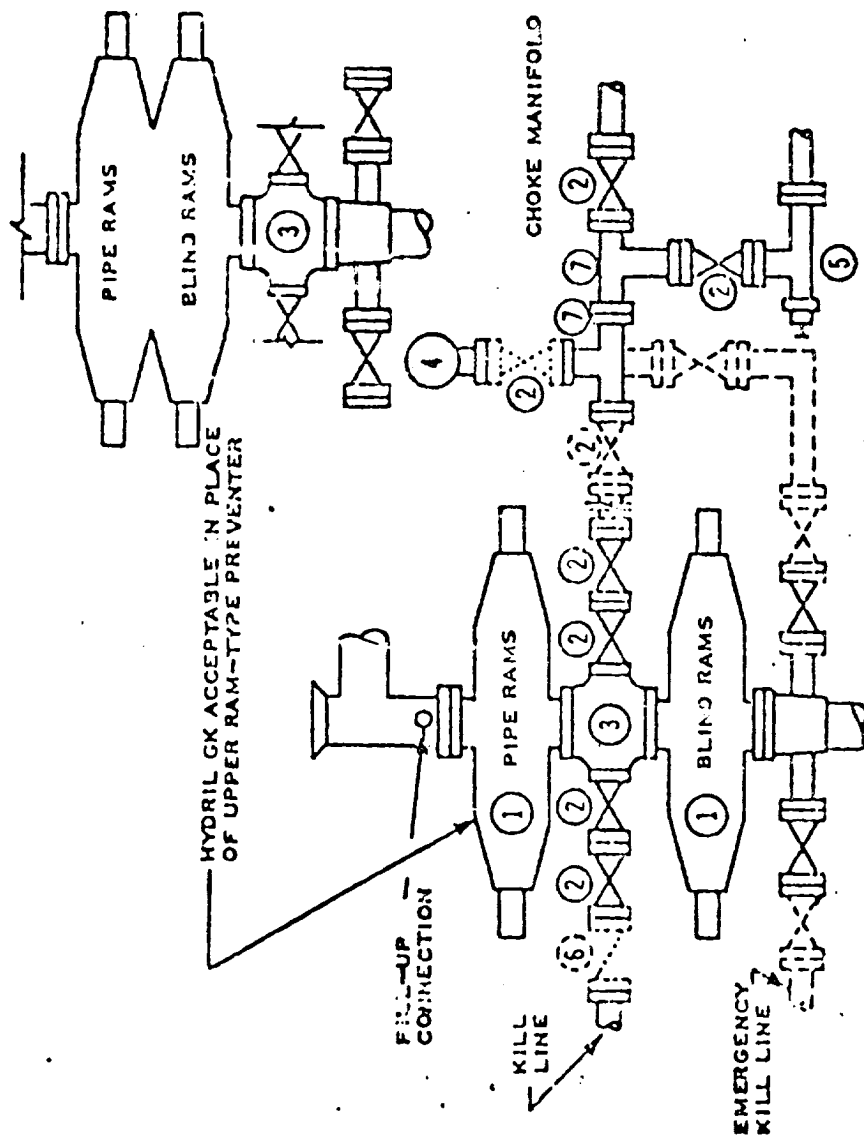 HYDRIL GK ACCEPTABLE IN PLACE
OF UPPER RAM-TYPE PREVENTER
FILL-UP
CONNECTION
KILL
LINE
EMERGENCY
KILL LINE
1
PIPE RAMS
3
1
BLIND RAMS
6
2
2
2
2
2
2
4
7
7
2
2
5
CHOKE MANIFOLD
PIPE RAMS
BLIND RAMS
3